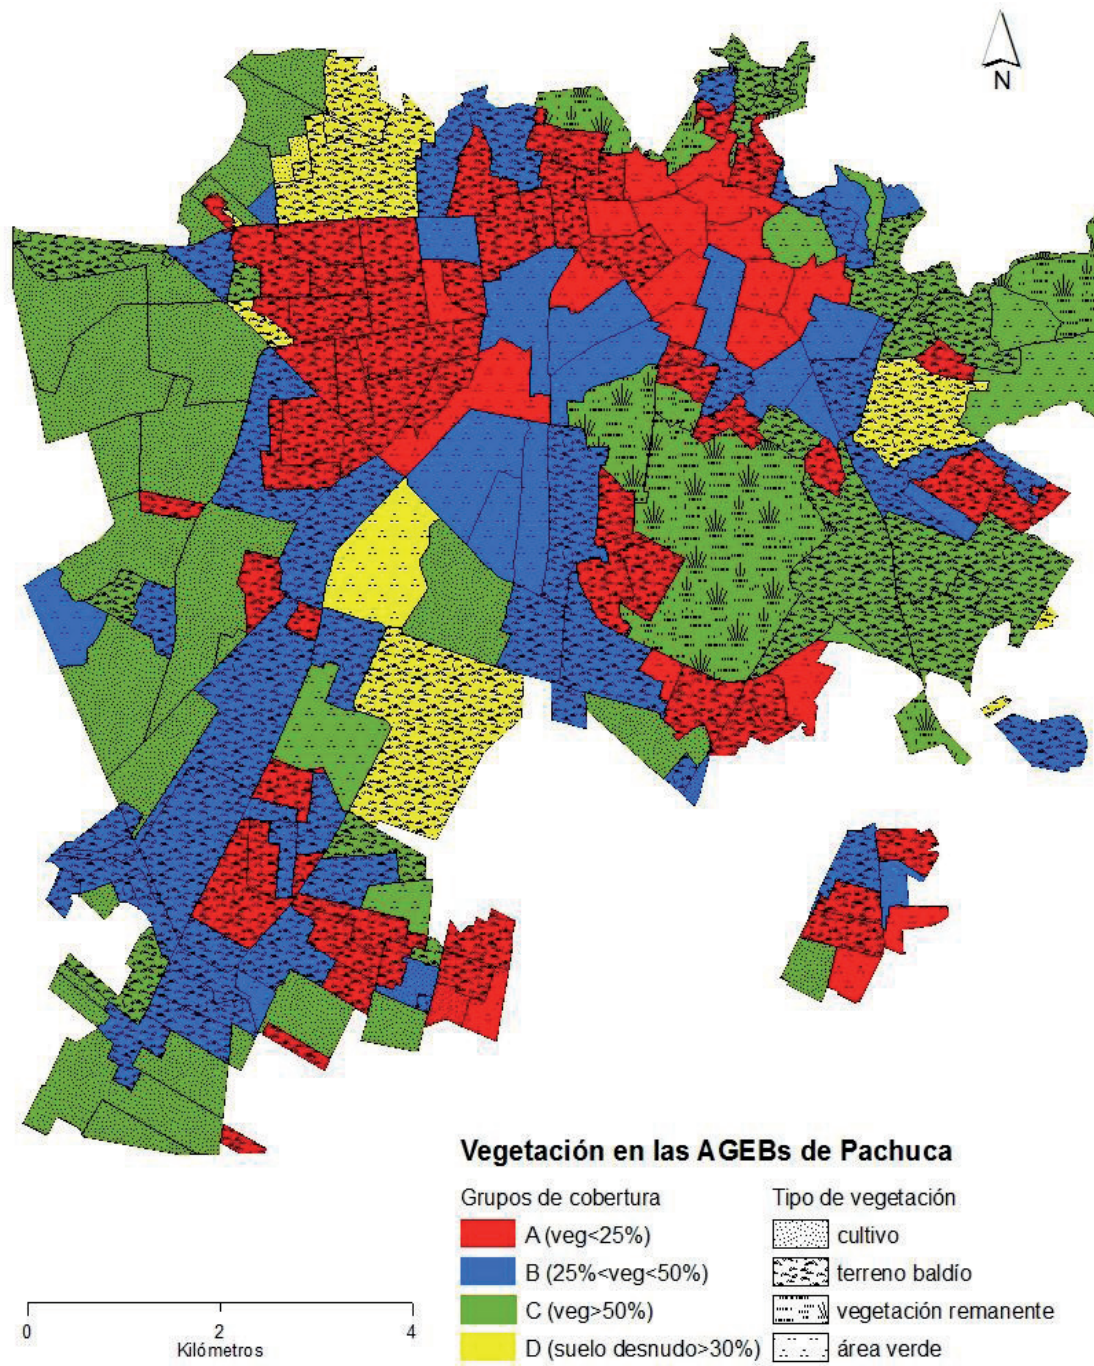 N
Vegetación en las AGEBs de Pachuca
Grupos de cobertura
A (veg<25%)
B (25%<veg<50%)
C (veg>50%)
D (suelo desnudo>30%)
Tipo de vegetación
cultivo
terreno baldío
vegetación remanente
área verde
0 2 4
Kilómetros